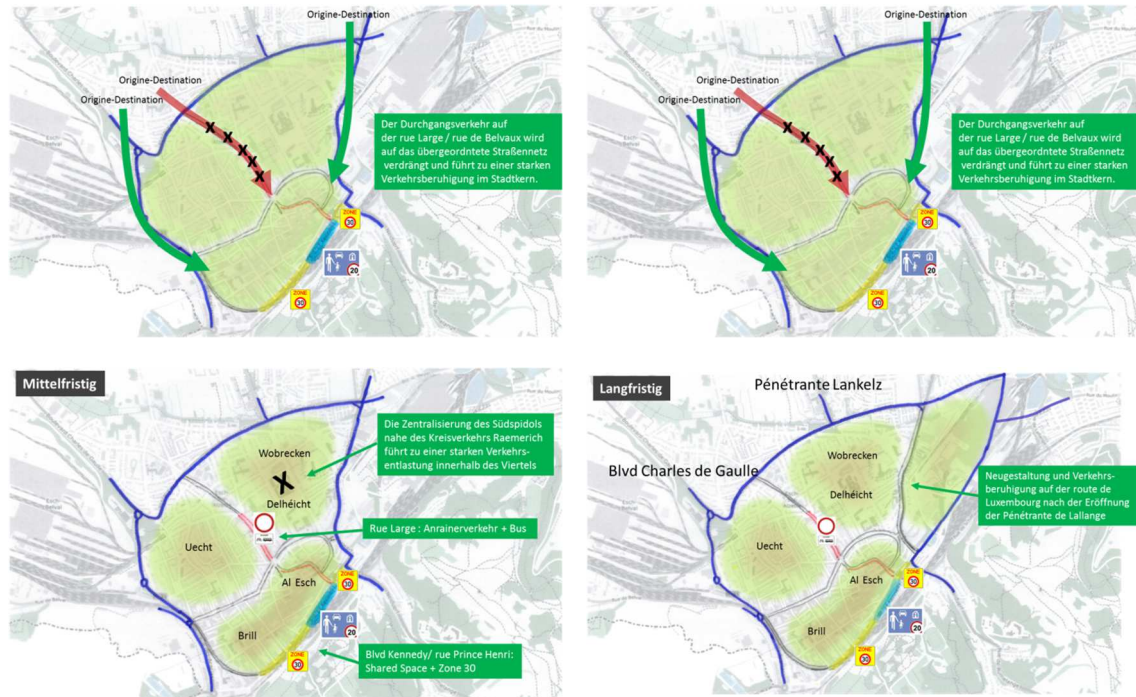 Origine-Destination
Origine-Destination
Origine-Destination
Der Durchgangsverkehr auf
der rue Large / rue de Belvaux wird
auf das übergeordntete Straßennetz
verdrängt und führt zu einer starken
Verkehrsberuhigung im Stadtkern.
ZONE
30
20
ZONE
30
Origine-Destination
Origine-Destination
Origine-Destination
Der Durchgangsverkehr auf
der rue Large / rue de Belvaux wird
auf das übergeordntete Straßennetz
verdrängt und führt zu einer starken
Verkehrsberuhigung im Stadtkern.
ZONE
30
20
ZONE
30
Mittelfristig
Die Zentralisierung des Südspidols
nahe des Kreisverkehrs Raemerich
führt zu einer starken Verkehrs-
entlastung innerhalb des Viertels
Wobrecken
X
Delhéicht
Rue Large : Anrainerverkehr + Bus
Uecht
Al Esch
ZONE
30
20
Brill
ZONE
30
Blvd Kennedy/ rue Prince Henri:
Shared Space + Zone 30
Langfristig
Pénétrante Lankelz
Wobrecken
Blvd Charles de Gaulle
Delhéicht
Neugestaltung und Verkehrs-
beruhigung auf der route de
Luxembourg nach der Eröffnung
der Pénétrante de Lallange
Uecht
Al Esch
ZONE
30
20
Brill
ZONE
30